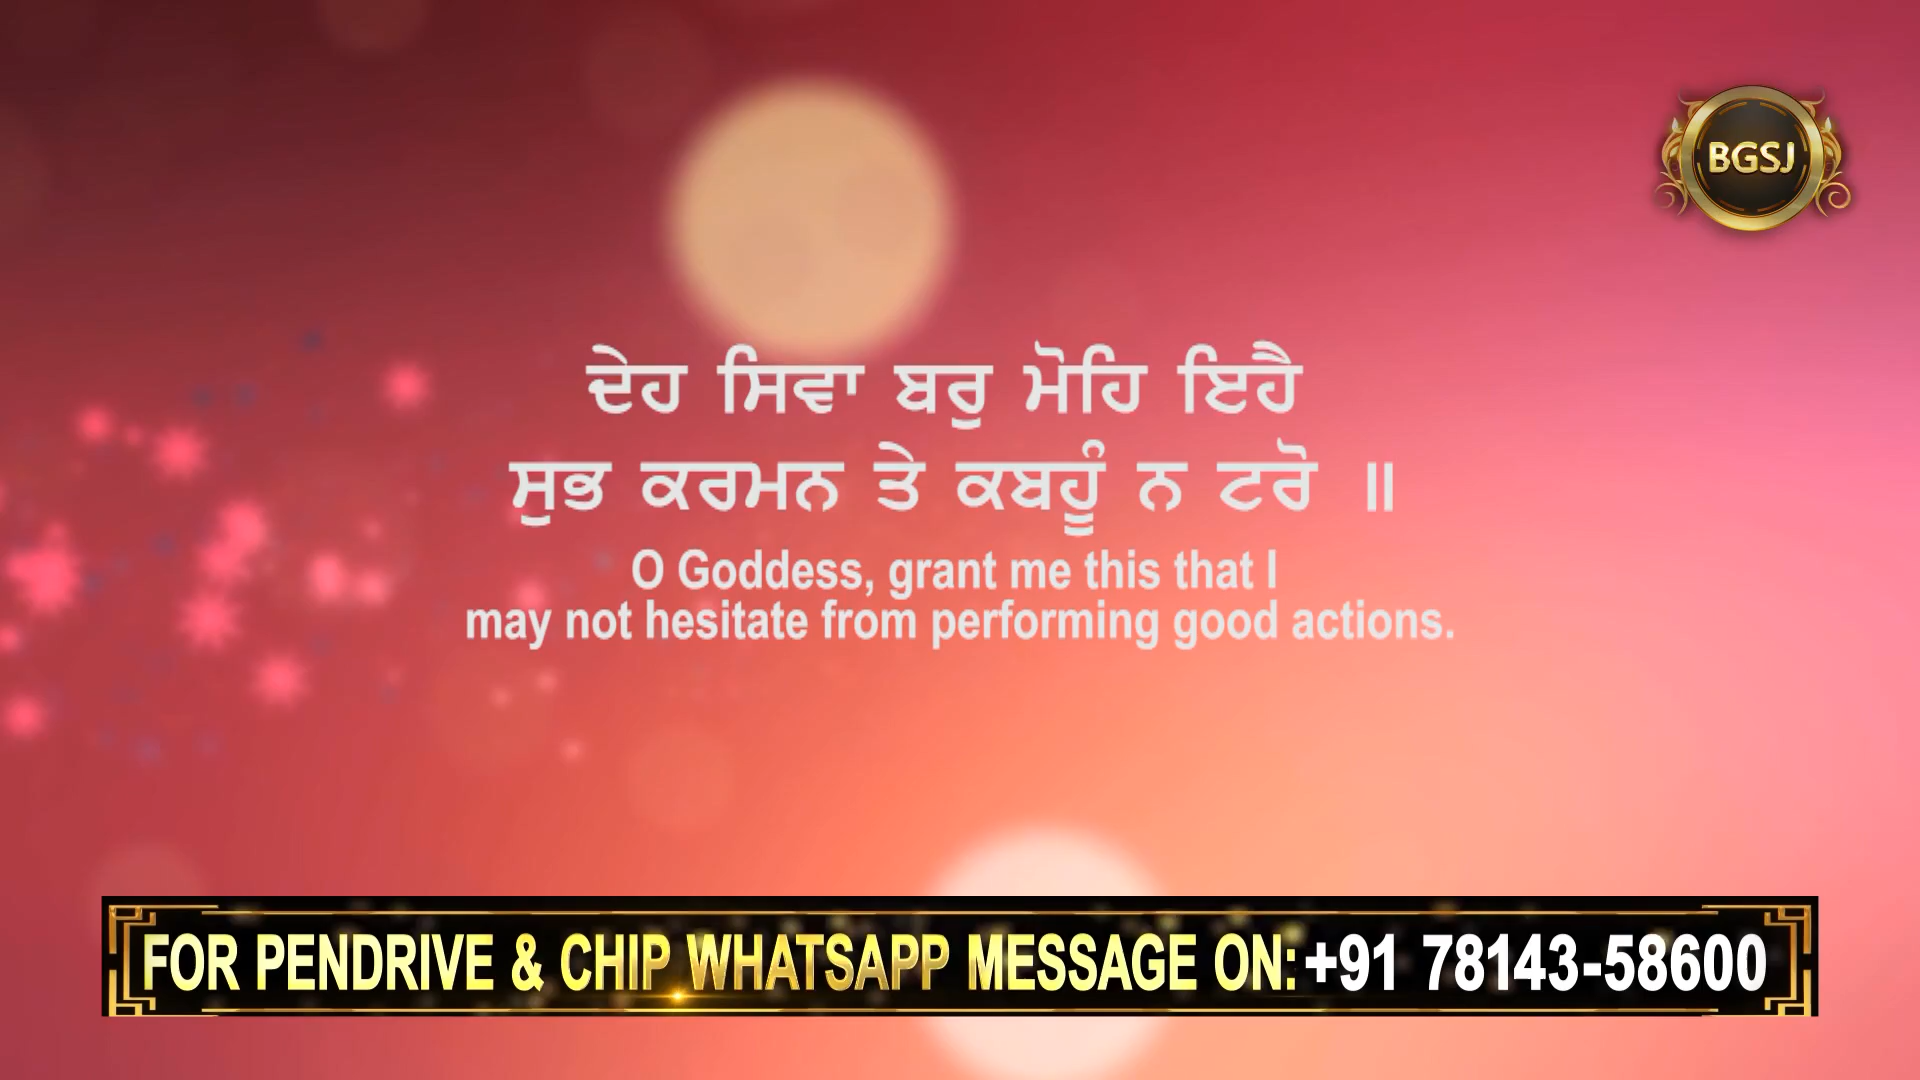 BGSJ
ਦੇਹ ਸਿਵਾ ਬਰੁ ਮੋਹਿ ਇਹੈ
ਸੁਭ ਕਰਮਨ ਤੇ ਕਬਹੂੰ ਨ ਟਰੋ ॥
O Goddess, grant me this that I
may not hesitate from performing good actions.
FOR PENDRIVE & CHIP WHATSAPP MESSAGE ON:+91 78143-58600